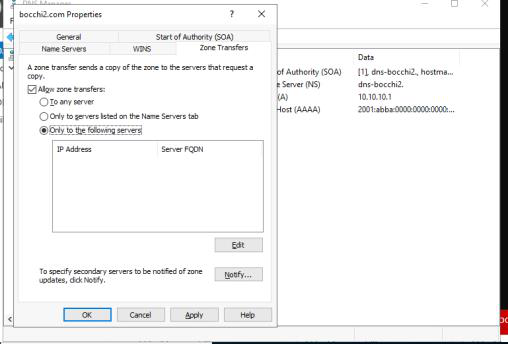 DNS Manager
bocchi2.com Properties
?
General
Start of Authority (SOA)
Name Servers
WINS
Zone Transfers
A zone transfer sends a copy of the zone to the servers that request a
copy.
Allow zone transfers:
To any server
Only to servers listed on the Name Servers tab
Only to the following servers
IP Address
Server FQDN
Edit
To specify secondary servers to be notified of zone
updates, click Notify.
Notify...
OK
Cancel
Apply
Help
Data
of Authority (SOA)
[1], dns-bocchi2., hostma...
Server (NS)
dns-bocchi2.
(A)
10.10.10.1
Host (AAAA)
2001:abba:0000:0000:000:...